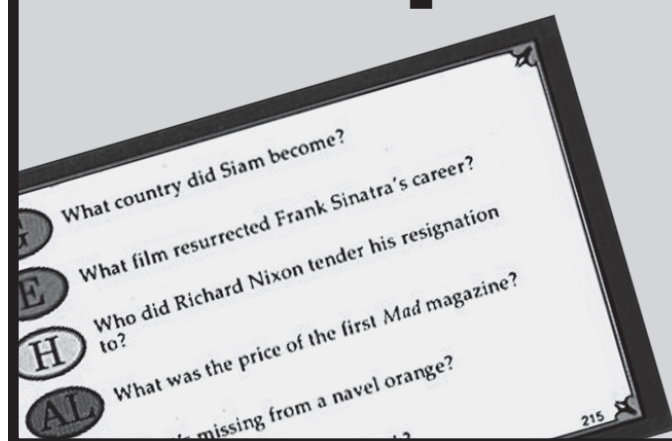 G What country did Siam become?
E What film resurrected Frank Sinatra's career?
Who did Richard Nixon tender his resignation
H to?
AL What was the price of the first Mad magazine?
missing from a navel orange?
215